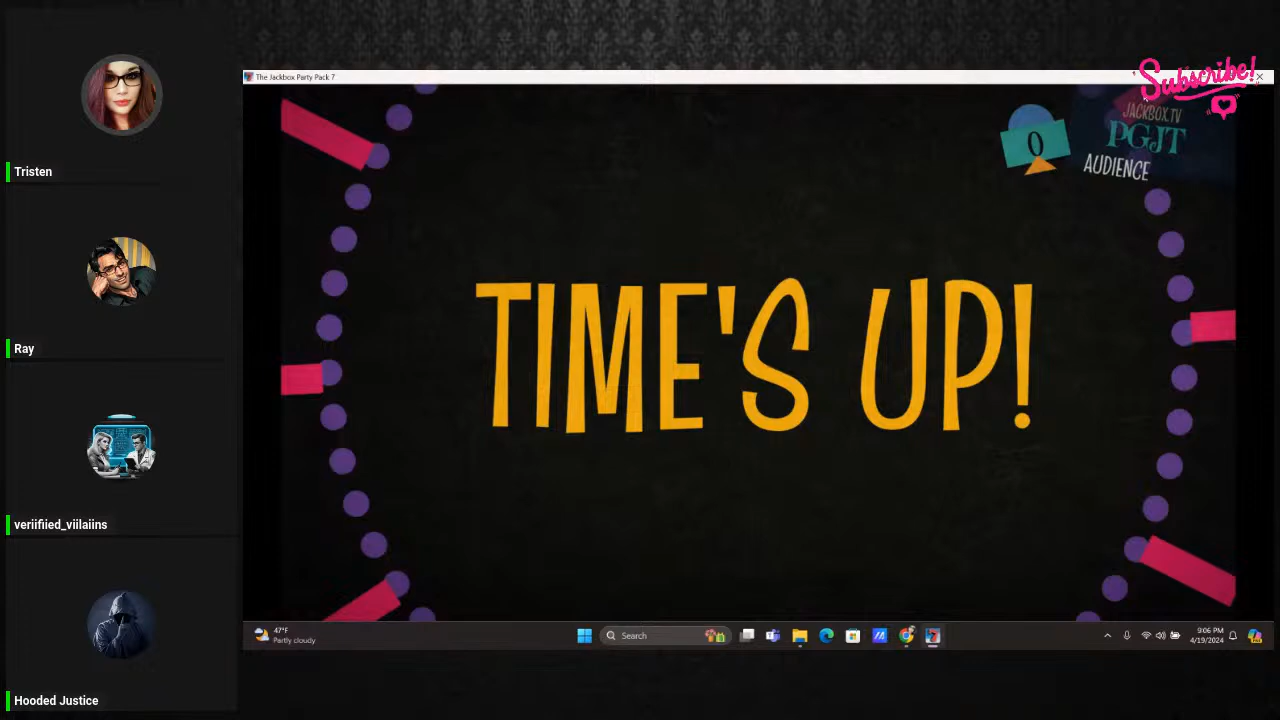 The Jackbox Party Pack 7
Subscribe!
JACKBOX.TV
PGJT
0
AUDIENCE
TIME'S UP!
Tristen
Ray
veriifiied_viilaiins
Hooded Justice
47°F
Partly cloudy
Search
9:06 PM
4/19/2024